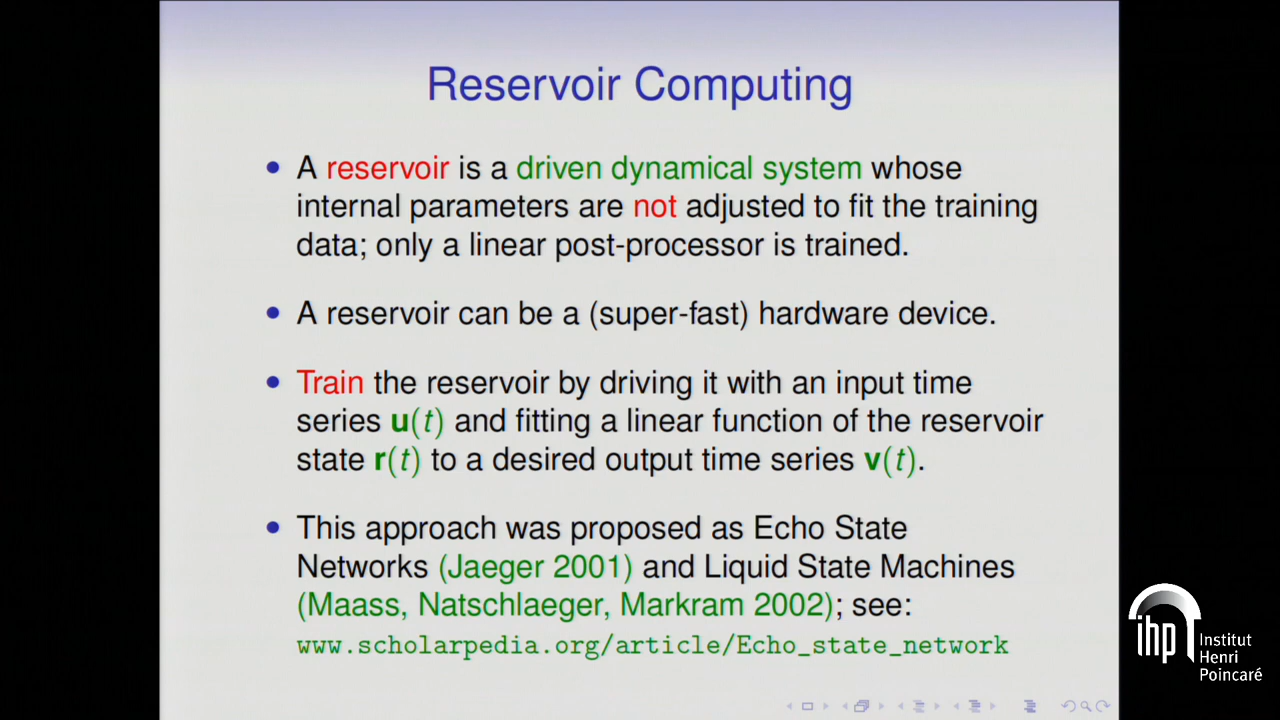 Reservoir Computing
• A reservoir is a driven dynamical system whose
internal parameters are not adjusted to fit the training
data; only a linear post-processor is trained.
• A reservoir can be a (super-fast) hardware device.
• Train the reservoir by driving it with an input time
series u(t) and fitting a linear function of the reservoir
state r(t) to a desired output time series v(t).
• This approach was proposed as Echo State
Networks (Jaeger 2001) and Liquid State Machines
(Maass, Natschlaeger, Markram 2002); see:
www.scholarpedia.org/article/Echo_state_network
ihp
Institut
Henri
Poincaré